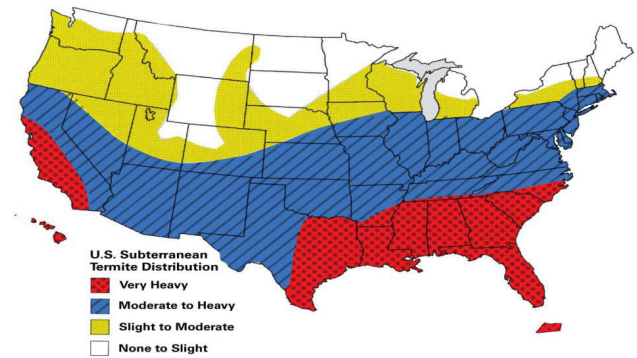 U.S. Subterranean
Termite Distribution
Very Heavy
Moderate to Heavy
Slight to Moderate
None to Slight